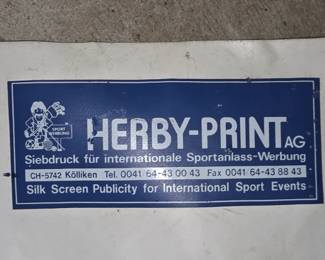 SPORT
WERBUNG
HERBY-PRINT AG
Siebdruck für internationale Sportanlass-Werbung
CH-5742 Kölliken Tel. 0041 64-43 00 43 Fax 0041 64-43 88 43
Silk Screen Publicity for International Sport Events